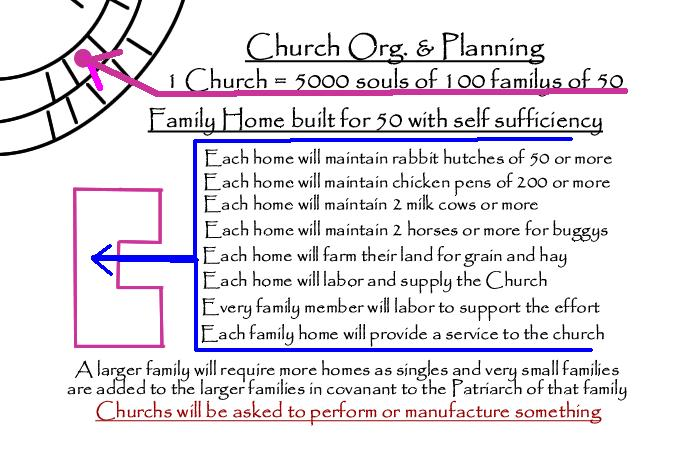 Church Org. & Planning
1 Church = 5000 souls of 100 familys of 50
Family Home built for 50 with self sufficiency
Each home will maintain rabbit hutches of 50 or more
Each home will maintain chicken pens of 200 or more
Each home will maintain 2 milk cows or more
Each home will maintain 2 horses or more for buggys
Each home will farm their land for grain and hay
Each home will labor and supply the Church
Every family member will labor to support the effort
Each family home will provide a service to the church
A larger family will require more homes as singles and very small families
are added to the larger families in covanant to the Patriarch of that family
Churchs will be asked to perform or manufacture something